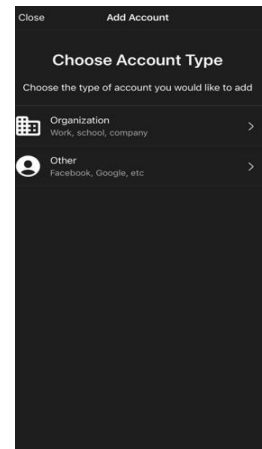 Close Add Account
Choose Account Type
Choose the type of account you would like to add
Organization
Work, school, company
Other
Facebook, Google, etc